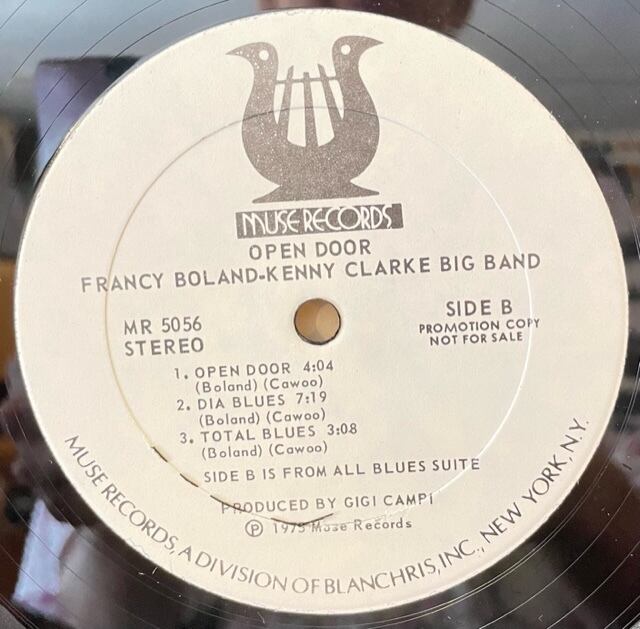 MUSE RECORDS
OPEN DOOR
FRANCY BOLAND-KENNY CLARKE BIG BAND
MR 5056
STEREO
SIDE B
PROMOTION COPY
NOT FOR SALE
1. OPEN DOOR 4:04
(Boland) (Cawoo)
2. DIA BLUES 7:19
(Boland) (Cawoo)
3. TOTAL BLUES 3:08
(Boland) (Cawoo)
SIDE B IS FROM ALL BLUES SUITE
PRODUCED BY GIGI CAMPI
Ⓟ 1975 Muse Records
MUSE RECORDS, A DIVISION OF BLANCHRIS, INC., NEW YORK, N.Y.